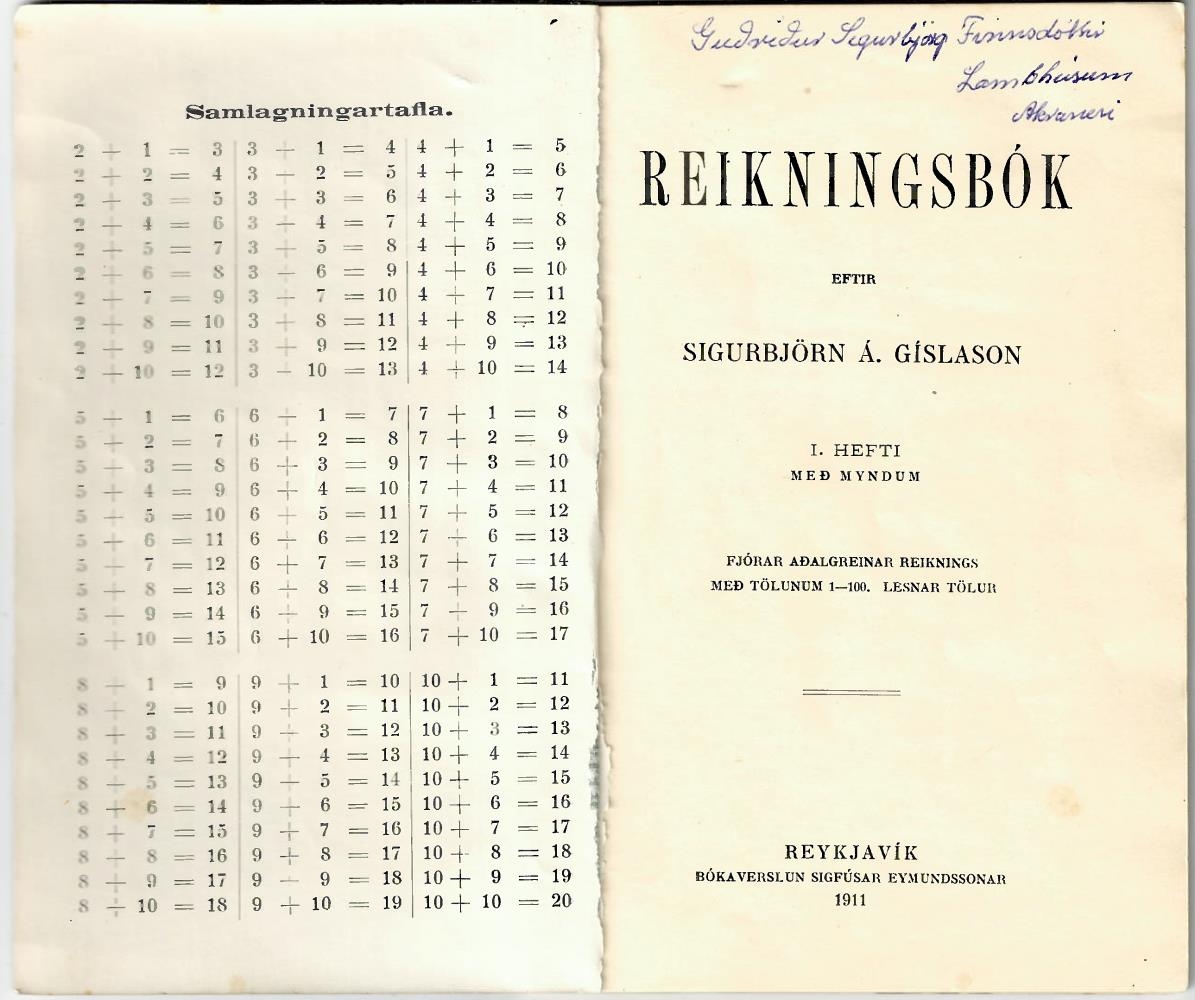 Samlagningartafla.
2 + 1 = 3 3 + 1 = 4 4 + 1 = 5
2 + 2 = 4 3 + 2 = 5 4 + 2 = 6
2 + 3 = 5 3 + 3 = 6 4 + 3 = 7
2 + 4 = 6 3 + 4 = 7 4 + 4 = 8
2 + 5 = 7 3 + 5 = 8 4 + 5 = 9
2 + 6 = 8 3 + 6 = 9 4 + 6 = 10
2 + 7 = 9 3 + 7 = 10 4 + 7 = 11
2 + 8 = 10 3 + 8 = 11 4 + 8 = 12
2 + 9 = 11 3 + 9 = 12 4 + 9 = 13
2 + 10 = 12 3 + 10 = 13 4 + 10 = 14
5 + 1 = 6 6 + 1 = 7 7 + 1 = 8
5 + 2 = 7 6 + 2 = 8 7 + 2 = 9
5 + 3 = 8 6 + 3 = 9 7 + 3 = 10
5 + 4 = 9 6 + 4 = 10 7 + 4 = 11
5 + 5 = 10 6 + 5 = 11 7 + 5 = 12
5 + 6 = 11 6 + 6 = 12 7 + 6 = 13
5 + 7 = 12 6 + 7 = 13 7 + 7 = 14
5 + 8 = 13 6 + 8 = 14 7 + 8 = 15
5 + 9 = 14 6 + 9 = 15 7 + 9 = 16
5 + 10 = 15 6 + 10 = 16 7 + 10 = 17
8 + 1 = 9 9 + 1 = 10 10 + 1 = 11
8 + 2 = 10 9 + 2 = 11 10 + 2 = 12
8 + 3 = 11 9 + 3 = 12 10 + 3 = 13
8 + 4 = 12 9 + 4 = 13 10 + 4 = 14
8 + 5 = 13 9 + 5 = 14 10 + 5 = 15
8 + 6 = 14 9 + 6 = 15 10 + 6 = 16
8 + 7 = 15 9 + 7 = 16 10 + 7 = 17
8 + 8 = 16 9 + 8 = 17 10 + 8 = 18
8 + 9 = 17 9 + 9 = 18 10 + 9 = 19
8 + 10 = 18 9 + 10 = 19 10 + 10 = 20
Guðríður Segurbjörg Finnsdóttir
Lambhúsum
Akranesi
REIKNINGSBÓK
EFTIR
SIGURBJÖRN Á. GÍSLASON
I. HEFTI
MEÐ MYNDUM
FJÓRAR AÐALGREINAR REIKNINGS
MEÐ TÖLUNUM 1—100. LESNAR TÖLUR
REYKJAVÍK
BÓKAVERSLUN SIGFÚSAR EYMUNDSSONAR
1911